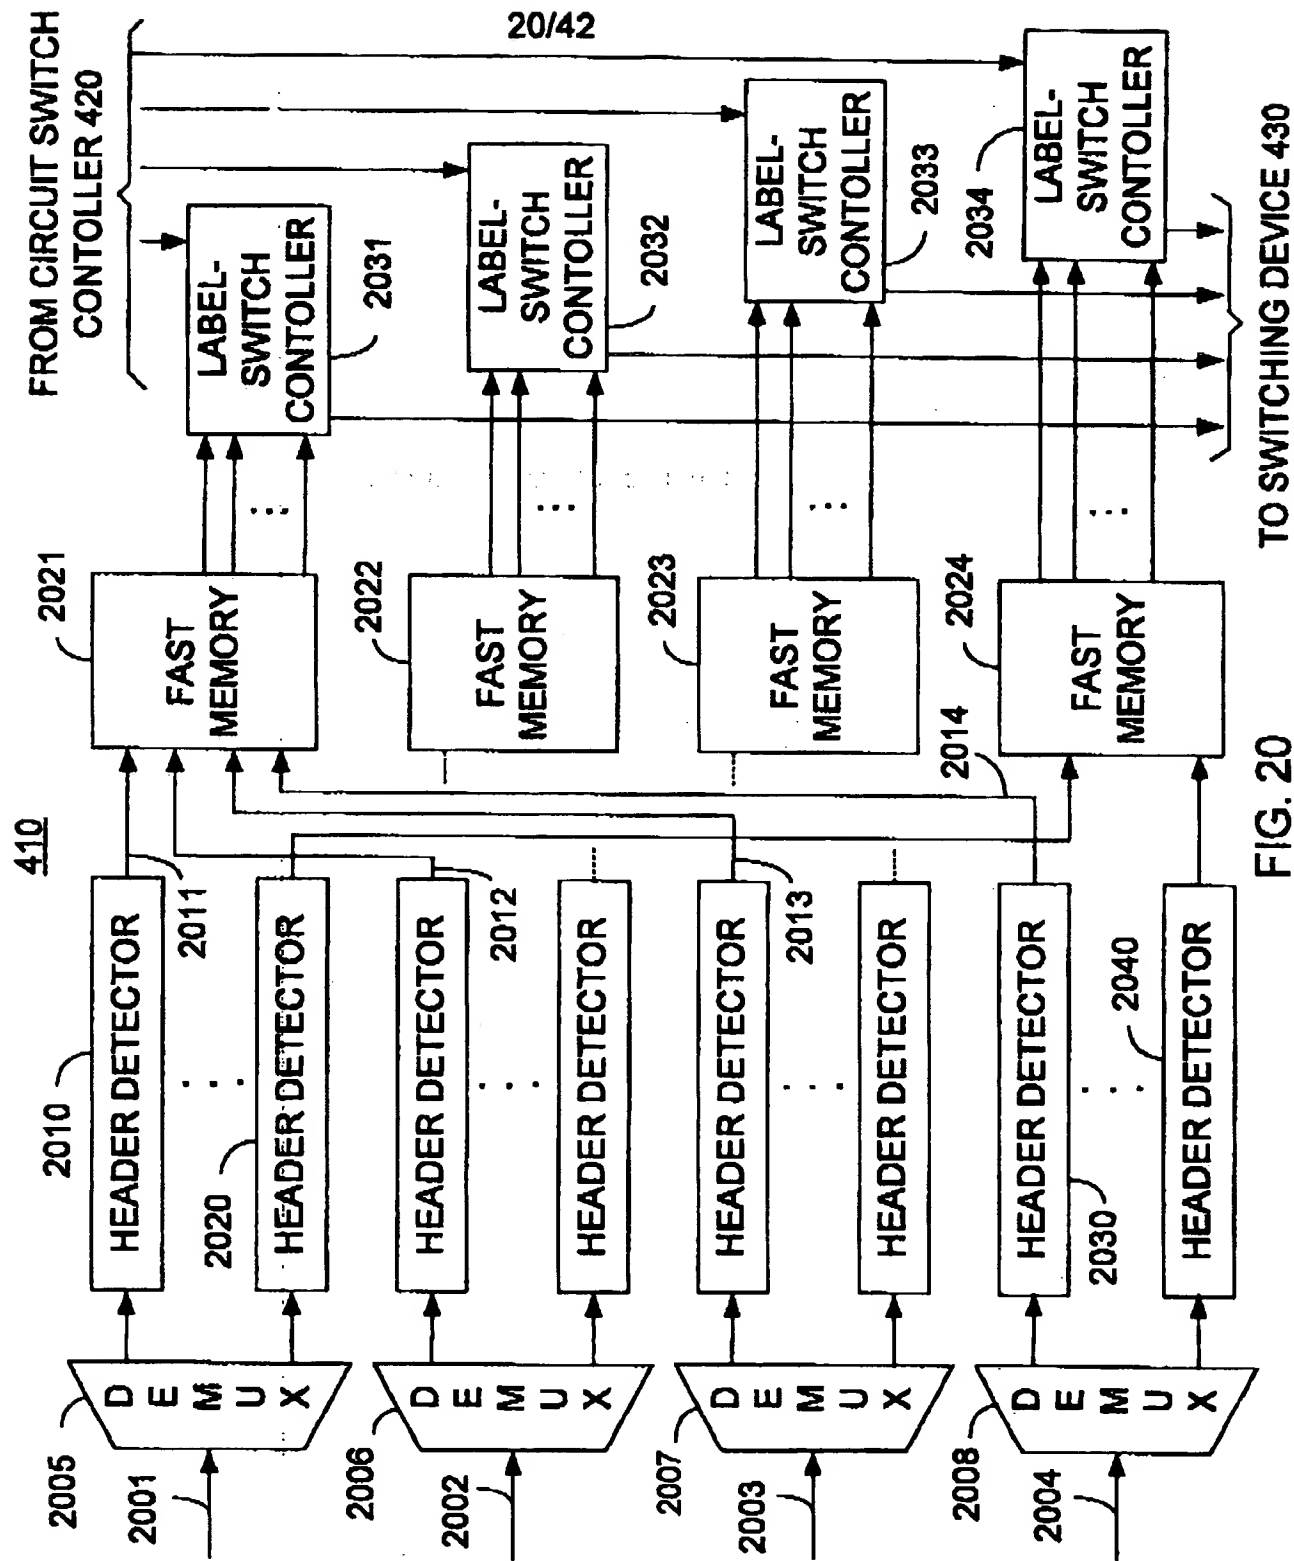 410
2001
2005
DEMUX
2010
HEADER DETECTOR
2011
. . .
2020
HEADER DETECTOR
2021
FAST
MEMORY
...
LABEL-
SWITCH
CONTOLLER
2031
FROM CIRCUIT SWITCH
CONTOLLER 420
2002
2006
DEMUX
HEADER DETECTOR
2012
. . .
HEADER DETECTOR
2022
FAST
MEMORY
...
LABEL-
SWITCH
CONTOLLER
2032
20/42
2003
2007
DEMUX
HEADER DETECTOR
2013
. . .
HEADER DETECTOR
2023
FAST
MEMORY
...
LABEL-
SWITCH
CONTOLLER
2033
2004
2008
DEMUX
HEADER DETECTOR
2030
2014
. . .
2040
HEADER DETECTOR
2024
FAST
MEMORY
...
2034
LABEL-
SWITCH
CONTOLLER
TO SWITCHING DEVICE 430
FIG. 20